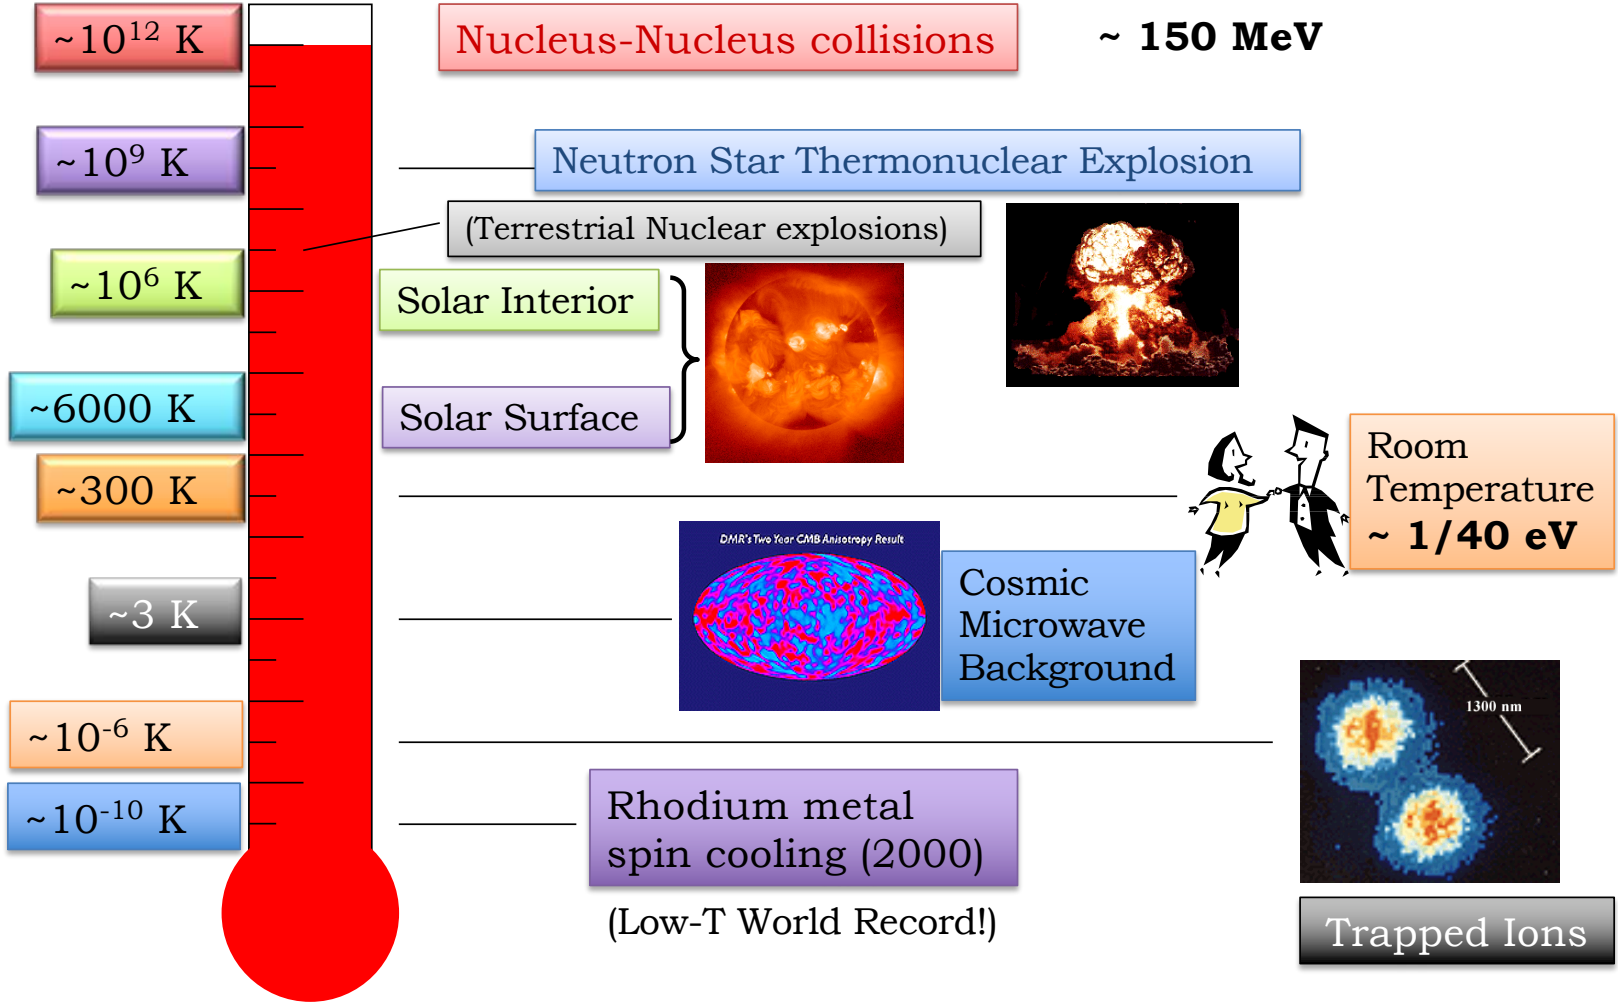 ~10¹² K
Nucleus-Nucleus collisions
~ 150 MeV
~10⁹ K
Neutron Star Thermonuclear Explosion
(Terrestrial Nuclear explosions)
~10⁶ K
Solar Interior
~6000 K
Solar Surface
~300 K
Room
Temperature
~ 1/40 eV
DMR's Two Year CMB Anisotropy Result
~3 K
Cosmic
Microwave
Background
~10⁻⁶ K
1300 nm
~10⁻¹⁰ K
Rhodium metal
spin cooling (2000)
(Low-T World Record!)
Trapped Ions